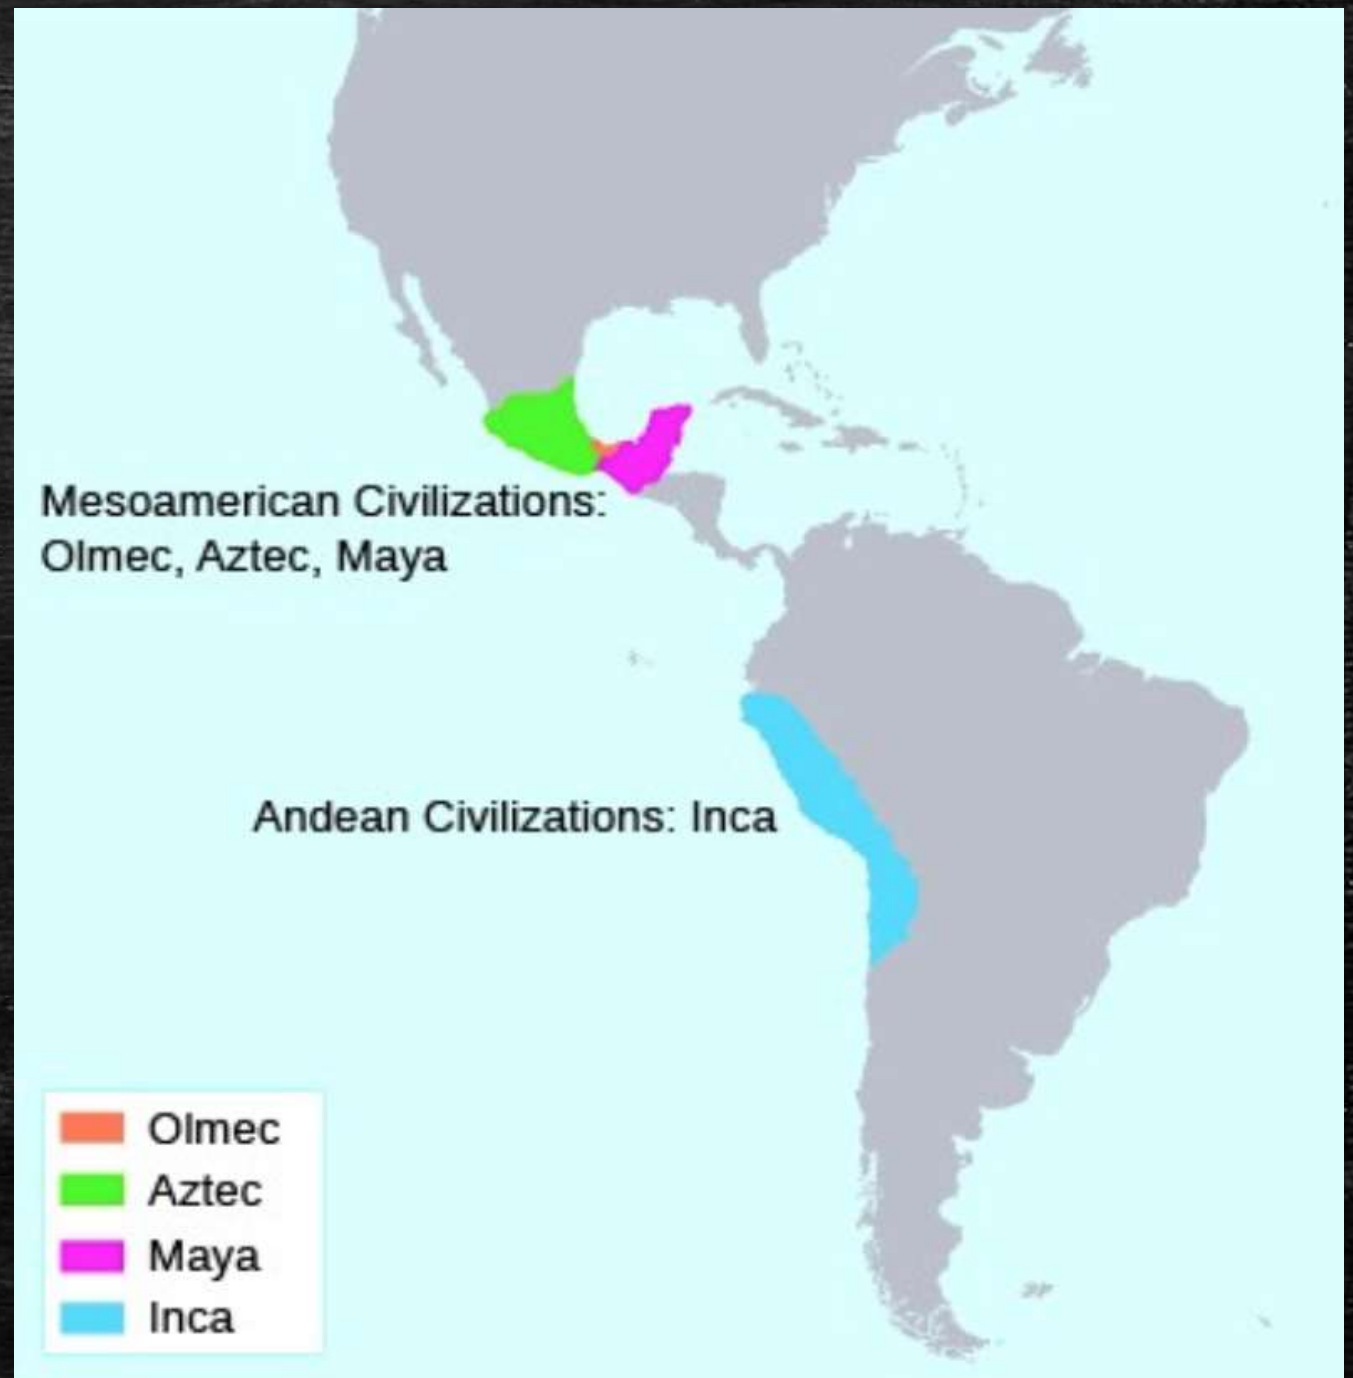 Mesoamerican Civilizations:
Olmec, Aztec, Maya
Andean Civilizations: Inca
Olmec
Aztec
Maya
Inca